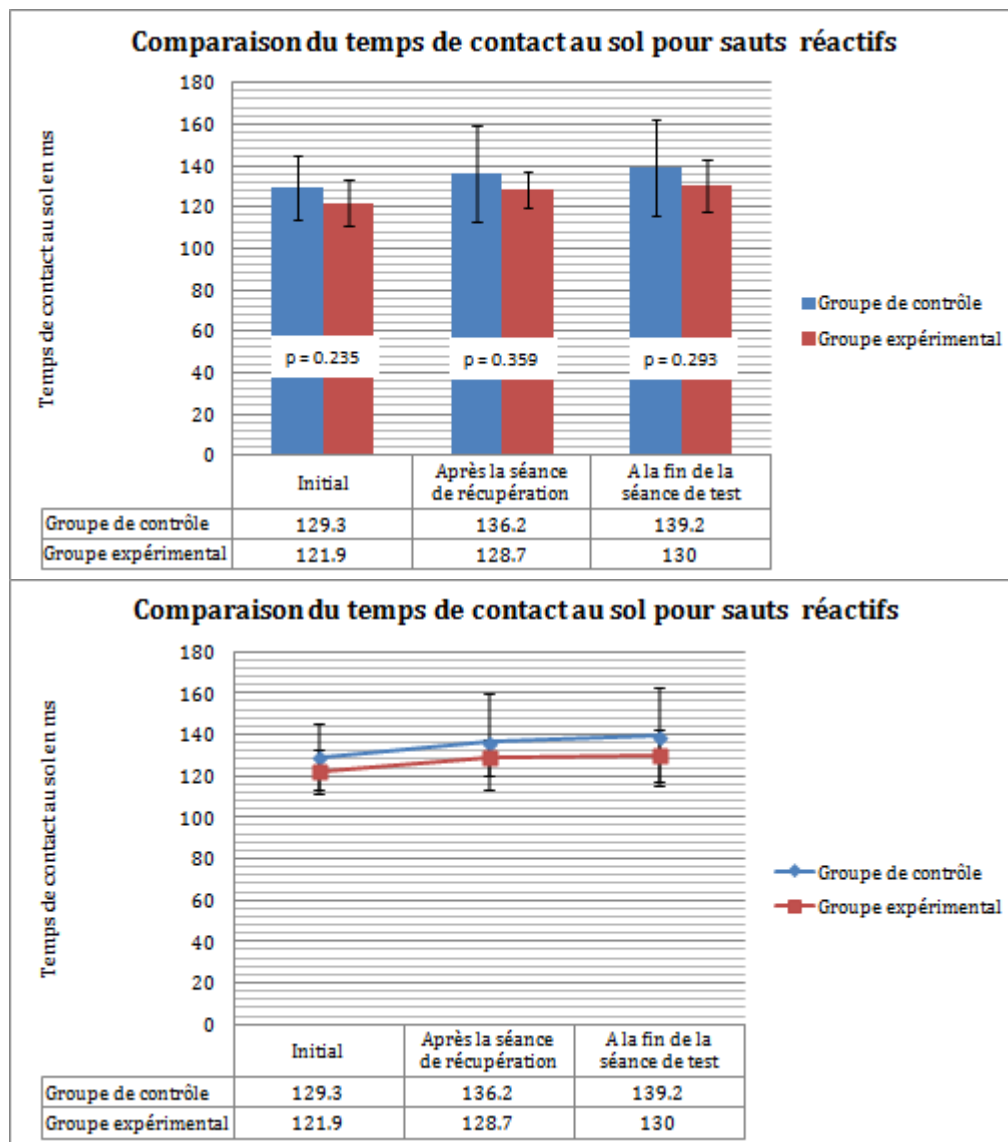 Comparaison du temps de contact au sol pour sauts réactifs
Temps de contact au sol en ms
180
160
140
120
100
80
60
40
20
0
p = 0.235
p = 0.359
p = 0.293
Groupe de contrôle
Groupe expérimental
Initial
Après la séance
de récupération
A la fin de la
séance de test
Groupe de contrôle 129.3 136.2 139.2
Groupe expérimental 121.9 128.7 130
Comparaison du temps de contact au sol pour sauts réactifs
Temps de contact au sol en ms
180
160
140
120
100
80
60
40
20
0
Groupe de contrôle
Groupe expérimental
Initial
Après la séance
de récupération
A la fin de la
séance de test
Groupe de contrôle 129.3 136.2 139.2
Groupe expérimental 121.9 128.7 130